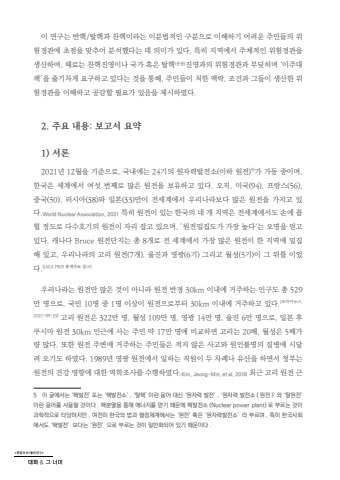 이 연구는 반핵/탈핵과 찬핵이라는 이분법적인 구분으로 이해하기 어려운 주민들의 위
험경관에 초점을 맞추어 분석했다는 데 의미가 있다. 특히 지역에서 주체적인 위험경관을
생산하여, 때로는 찬핵진영이나 국가 혹은 탈핵진영과의 위험경관과 부딪히며 ‘이주대
책’을 줄기차게 요구하고 있다는 것을 통해, 주민들이 처한 맥락, 조건과 그들이 생산한 위
험경관을 이해하고 공감할 필요가 있음을 제시하였다.
2. 주요 내용: 보고서 요약
1) 서론
2021년 12월을 기준으로, 국내에는 24기의 원자력발전소(이하 원전)5가 가동 중이며,
한국은 세계에서 여섯 번째로 많은 원전을 보유하고 있다. 오직, 미국(94), 프랑스(56),
중국(50), 러시아(38)와 일본(33)만이 전세계에서 우리나라보다 많은 원전을 가지고 있
다.(World Nuclear Association, 2021) 특히 원전이 있는 한국의 네 개 지역은 전세계에서도 손에 꼽
힐 정도로 다수호기의 원전이 자리 잡고 있으며, ‘원전밀집도가 가장 높다’는 오명을 얻고
있다. 캐나다 Bruce 원전단지는 총 8개로 전 세계에서 가장 많은 원전이 한 지역에 밀집
해 있고, 우리나라의 고리 원전(7개), 울진과 영광(6기) 그리고 월성(5기)이 그 뒤를 이었
다.
우리나라는 원전만 많은 것이 아니라 원전 반경 30km 이내에 거주하는 인구도 총 529
만 명으로, 국민 10명 중 1명 이상이 원전으로부터 30km 이내에 거주하고 있다.(오마이뉴스,
2021-09-29) 고리 원전은 322만 명, 월성 109만 명, 영광 14만 명, 울진 6만 명으로, 일본 후
쿠시마 원전 30km 인근에 사는 주민 약 17만 명에 비교하면 고리는 20배, 월성은 5배가
량 많다. 또한 원전 주변에 거주하는 주민들은 적지 않은 사고와 원인불명의 질병에 시달
려 오기도 하였다. 1989년 영광 원전에서 일하는 직원이 두 차례나 유산을 하면서 정부는
원전의 건강 영향에 대한 역학조사를 수행하였다.(Kim, Jeong-Min, et al, 2018) 최근 고리 원전 근
5 이 글에서는 ‘핵발전’ 또는 ‘핵발전소’, ‘탈핵’이란 용어 대신 ‘원자력 발전’, ‘원자력 발전소 ( 원전 )’ 와 ‘탈원전’
이란 용어를 사용할 것이다 . 핵분열을 통해 에너지를 얻기 때문에 핵발전소 (Nuclear power plant) 로 부르는 것이
과학적으로 타당하지만 , 여전히 한국의 법과 행정체계에서는 ‘원전’ 혹은 ‘원자력발전소’ 라 부르며 , 특히 한국사회
에서도 ‘핵발전’ 보다는 ‘원전’ 으로 부르는 것이 일반화되어 있기 때문이다 .
대화 & 그 너머